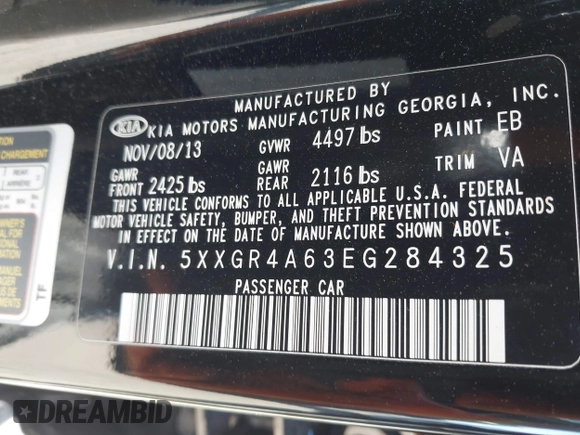 MANUFACTURED BY
KIA KIA MOTORS MANUFACTURING GEORGIA, INC.
NOV/08/13 GVWR 4497 lbs PAINT EB
GAWR FRONT 2425 lbs GAWR REAR 2116 lbs TRIM VA
THIS VEHICLE CONFORMS TO ALL APPLICABLE U.S.A. FEDERAL
MOTOR VEHICLE SAFETY, BUMPER, AND THEFT PREVENTION STANDARDS
IN EFFECT ON THE DATE OF MANUFACTURE SHOWN ABOVE.
V.I.N. 5XXGR4A63EG284325
PASSENGER CAR
TF
REAR
DREAMBID